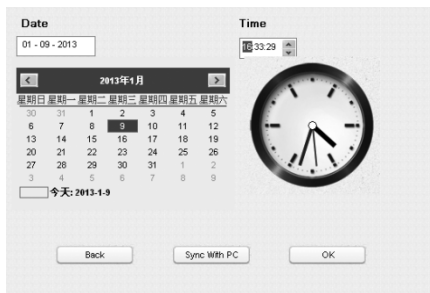 Date
Time
01 - 09 - 2013
16:33:29
2013年1月
星期日 星期一 星期二 星期三 星期四 星期五 星期六
30 31 1 2 3 4 5
6 7 8 9 10 11 12
13 14 15 16 17 18 19
20 21 22 23 24 25 26
27 28 29 30 31 1 2
3 4 5 6 7 8 9
今天: 2013-1-9
Back
Sync With PC
OK